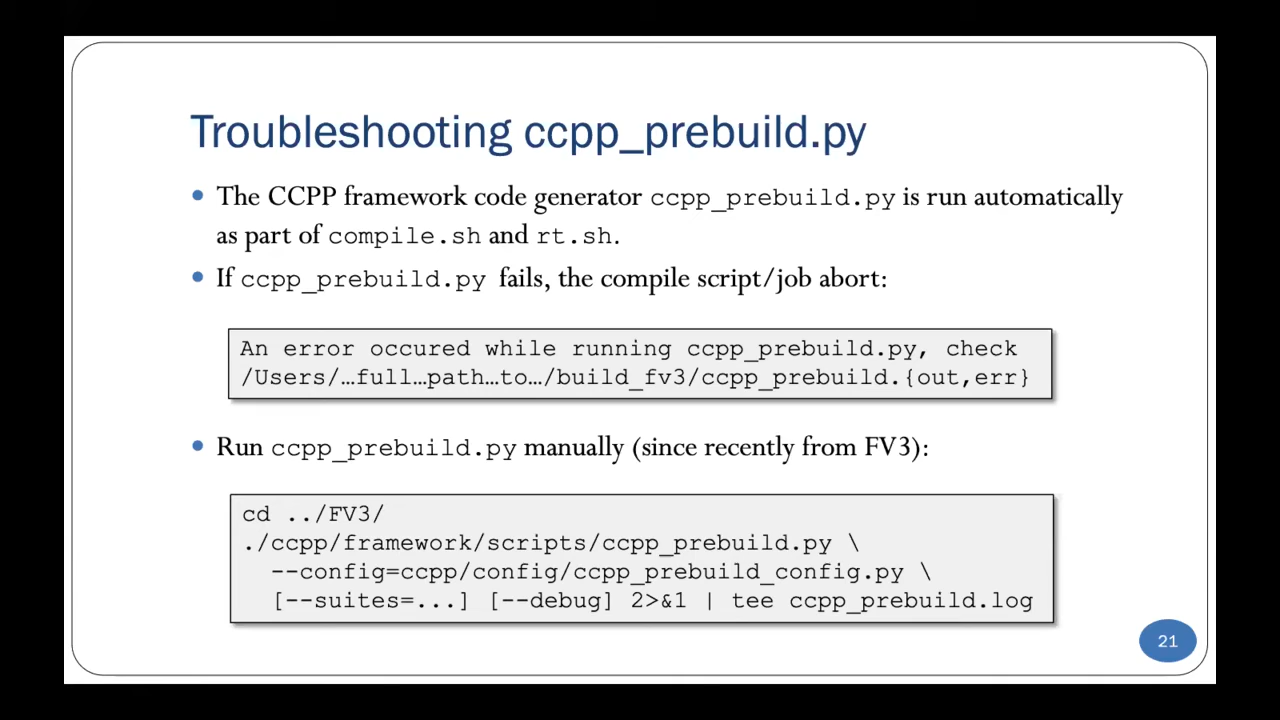 Troubleshooting ccpp_prebuild.py
• The CCPP framework code generator ccpp_prebuild.py is run automatically
as part of compile.sh and rt.sh.
• If ccpp_prebuild.py fails, the compile script/job abort:
An error occured while running ccpp_prebuild.py, check
/Users/…full…path…to…/build_fv3/ccpp_prebuild.{out,err}
• Run ccpp_prebuild.py manually (since recently from FV3):
cd ../FV3/
./ccpp/framework/scripts/ccpp_prebuild.py \
--config=ccpp/config/ccpp_prebuild_config.py \
[--suites=...] [--debug] 2>&1 | tee ccpp_prebuild.log
21